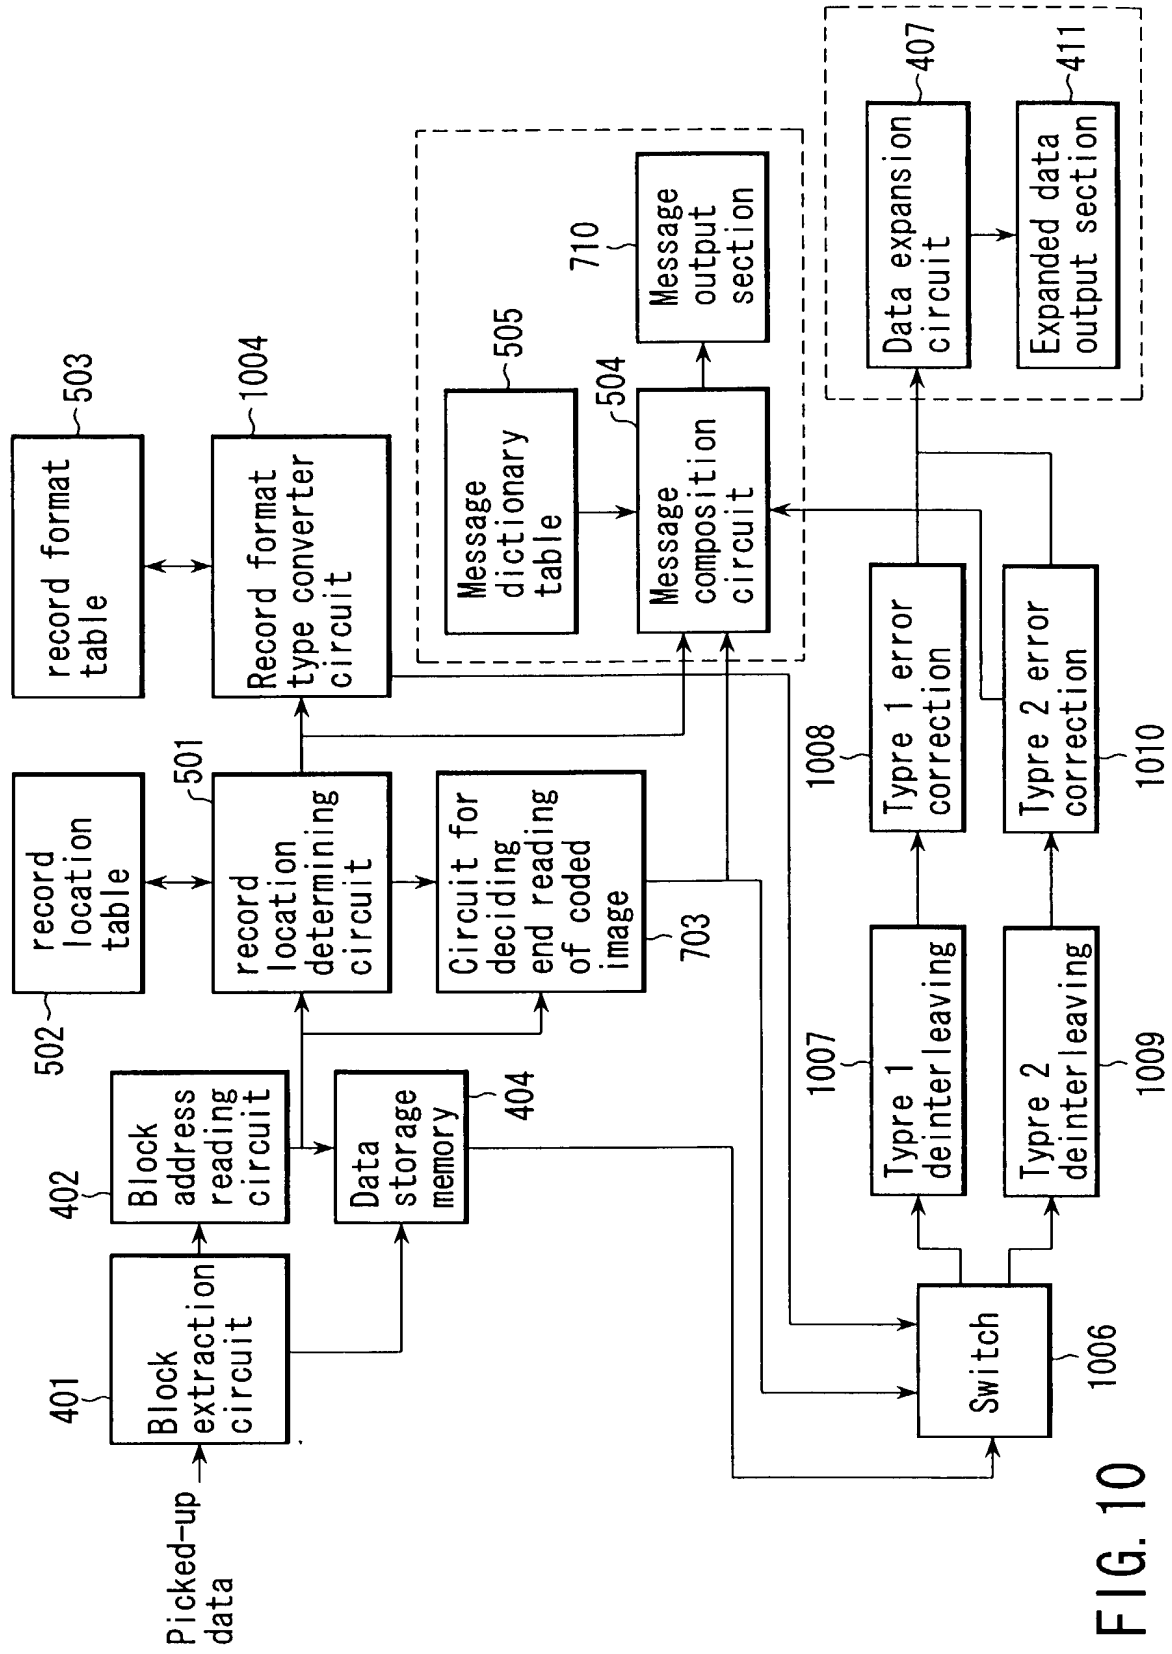 Picked-up
data
401
Block
extraction
circuit
402
Block
address
reading
circuit
Data
storage
memory
404
502
record
location
table
501
record
location
determining
circuit
Circuit for
deciding
end reading
of coded
image
703
record format
table
503
Record format
type converter
circuit
1004
Message
dictionary
table
505
Message
composition
circuit
504
Message
output
section
710
Switch
1006
1007
Typre 1
deinterleaving
1008
Typre 1 error
correction
Typre 2
deinterleaving
1009
Typre 2 error
correction
1010
Data expansion
circuit
407
Expanded data
output section
411
FIG. 10